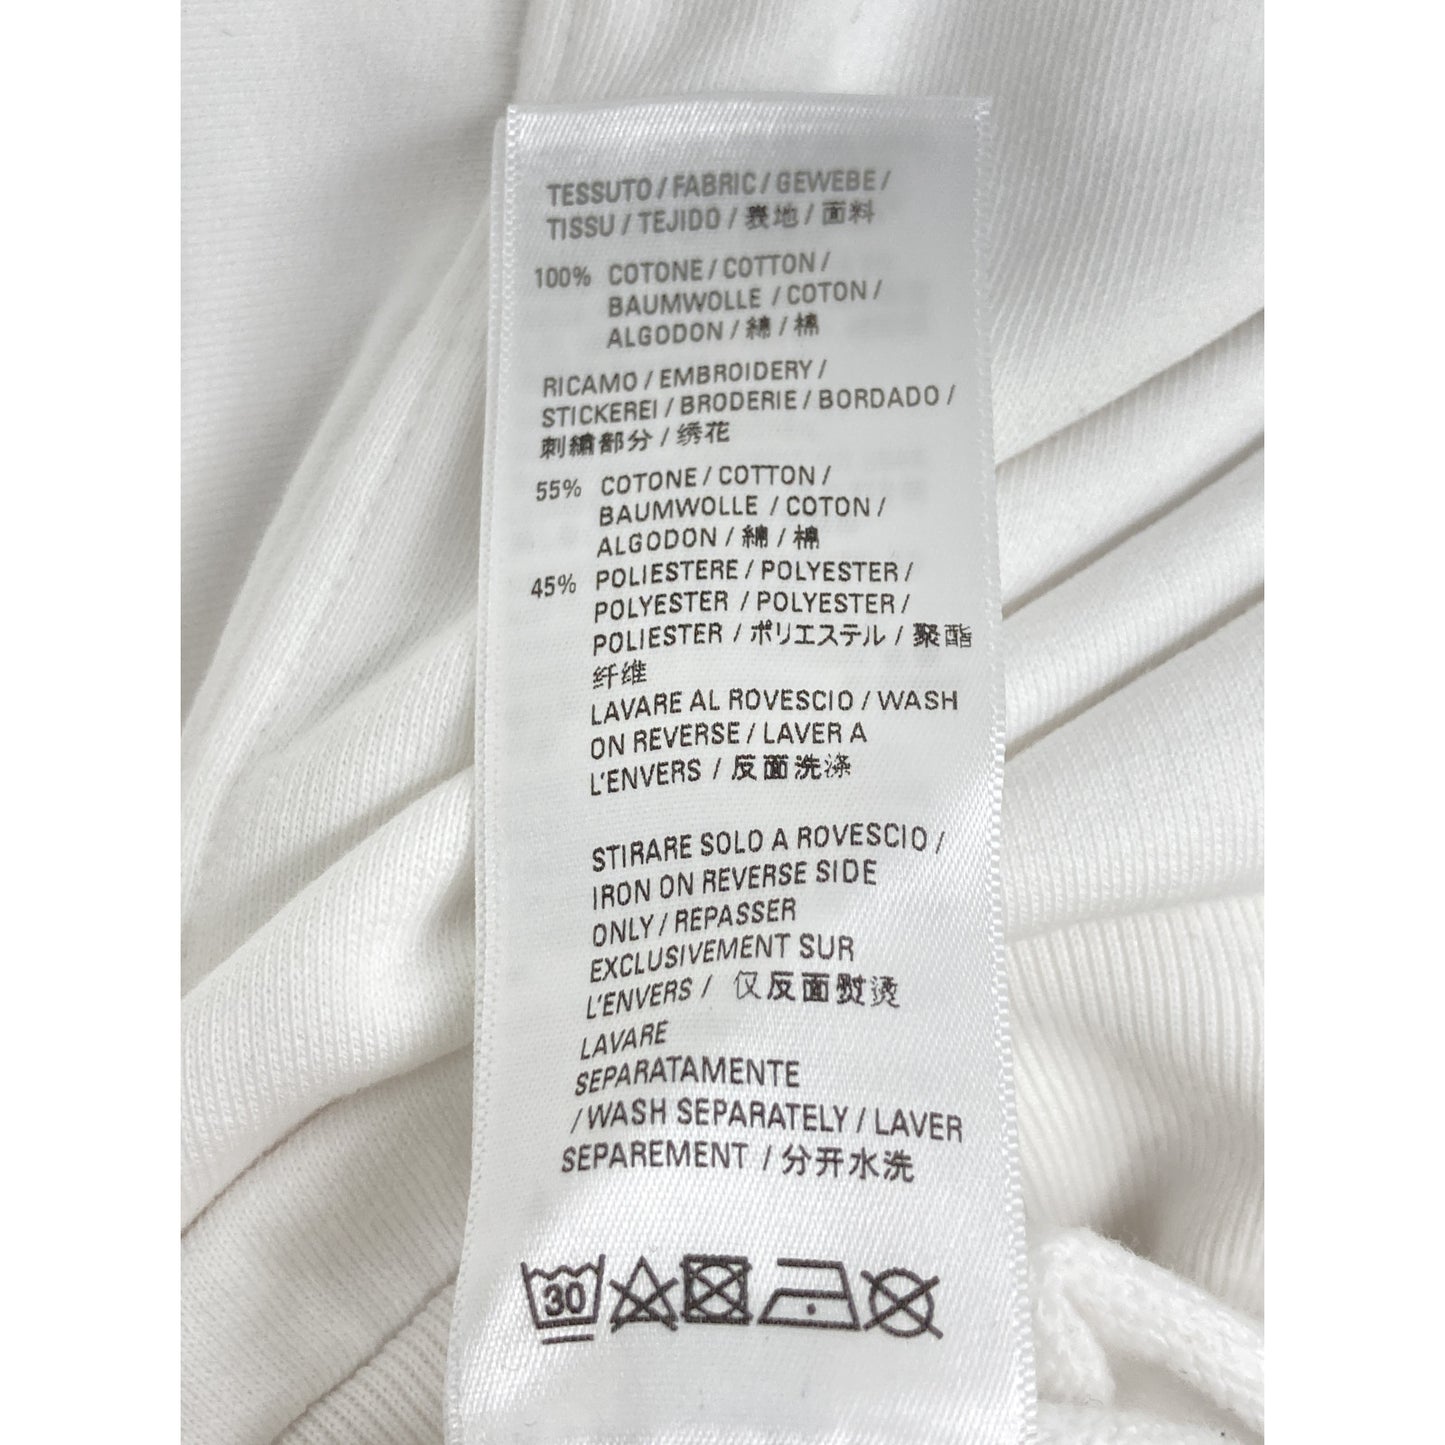 TESSUTO / FABRIC / GEWEBE /
TISSU / TEJIDO / 表地 / 面料
100% COTONE / COTTON /
BAUMWOLLE / COTON /
ALGODON / 綿 / 棉
RICAMO / EMBROIDERY /
STICKEREI / BRODERIE / BORDADO /
刺繍部分 / 绣花
55% COTONE / COTTON /
BAUMWOLLE / COTON /
ALGODON / 綿 / 棉
45% POLIESTERE / POLYESTER /
POLYESTER / POLYESTER /
POLIESTER / ポリエステル / 聚酯
纤维
LAVARE AL ROVESCIO / WASH
ON REVERSE / LAVER A
L'ENVERS / 反面洗涤
STIRARE SOLO A ROVESCIO /
IRON ON REVERSE SIDE
ONLY / REPASSER
EXCLUSIVEMENT SUR
L'ENVERS / 仅反面熨烫
LAVARE
SEPARATAMENTE
/ WASH SEPARATELY / LAVER
SEPAREMENT / 分开水洗
30